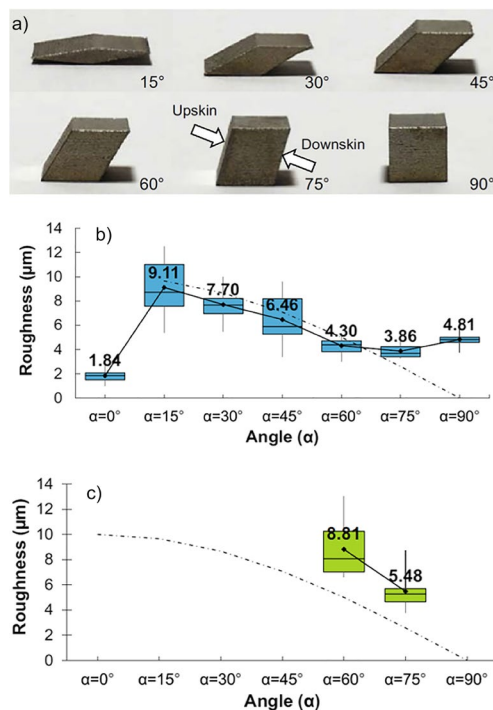 a)
15°
30°
45°
Upskin
Downskin
60°
75°
90°
b)
Roughness (µm)
14
12
10
8
6
4
2
0
1.84
9.11
7.70
6.46
4.30
3.86
4.81
α=0°
α=15°
α=30°
α=45°
α=60°
α=75°
α=90°
Angle (α)
c)
Roughness (µm)
14
12
10
8
6
4
2
0
8.81
5.48
α=0°
α=15°
α=30°
α=45°
α=60°
α=75°
α=90°
Angle (α)